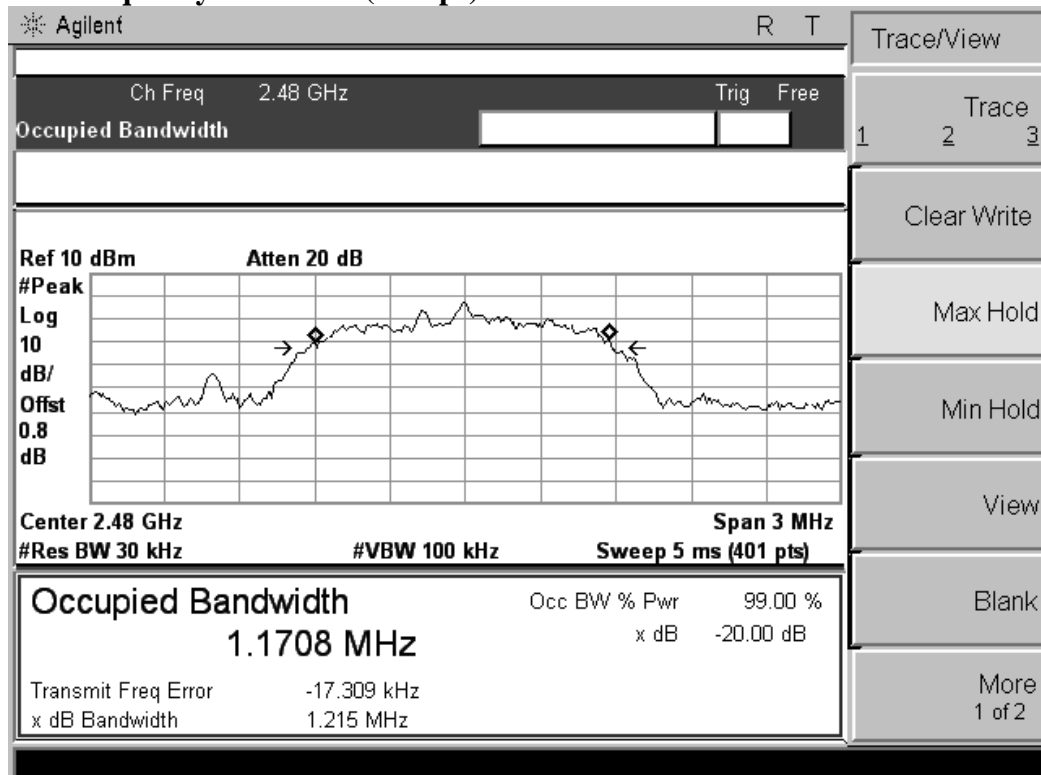 Agilent R T
Trace/View
Ch Freq 2.48 GHz Trig Free
Occupied Bandwidth
Trace
1 2 3
Clear Write
Max Hold
Min Hold
View
Blank
More
1 of 2
Ref 10 dBm Atten 20 dB
#Peak
Log
10
dB/
Offst
0.8
dB
Center 2.48 GHz Span 3 MHz
#Res BW 30 kHz #VBW 100 kHz Sweep 5 ms (401 pts)
Occupied Bandwidth Occ BW % Pwr 99.00 %
1.1708 MHz x dB -20.00 dB
Transmit Freq Error -17.309 kHz
x dB Bandwidth 1.215 MHz